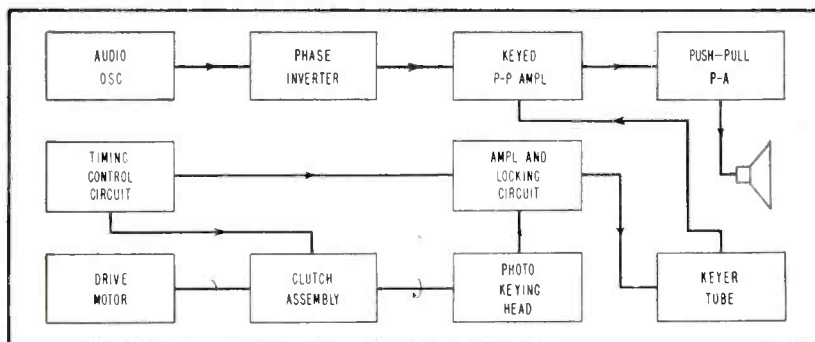 AUDIO
OSC
PHASE
INVERTER
KEYED
P-P AMPL
PUSH-PULL
P-A
TIMING
CONTROL
CIRCUIT
AMPL AND
LOCKING
CIRCUIT
DRIVE
MOTOR
CLUTCH
ASSEMBLY
PHOTO
KEYING
HEAD
KEYER
TUBE